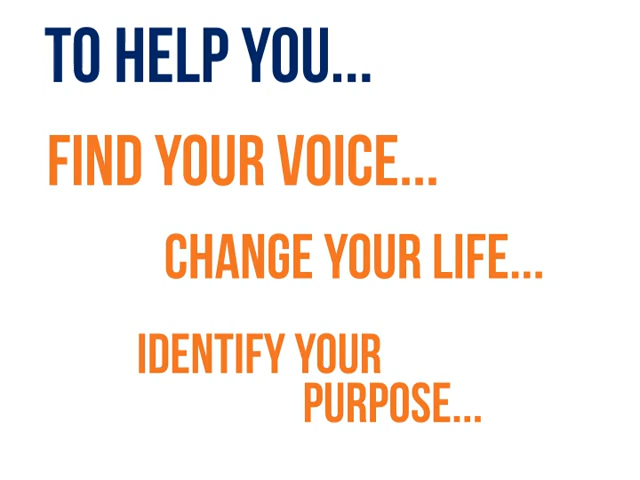 TO HELP YOU...
FIND YOUR VOICE...
CHANGE YOUR LIFE...
IDENTIFY YOUR
PURPOSE...